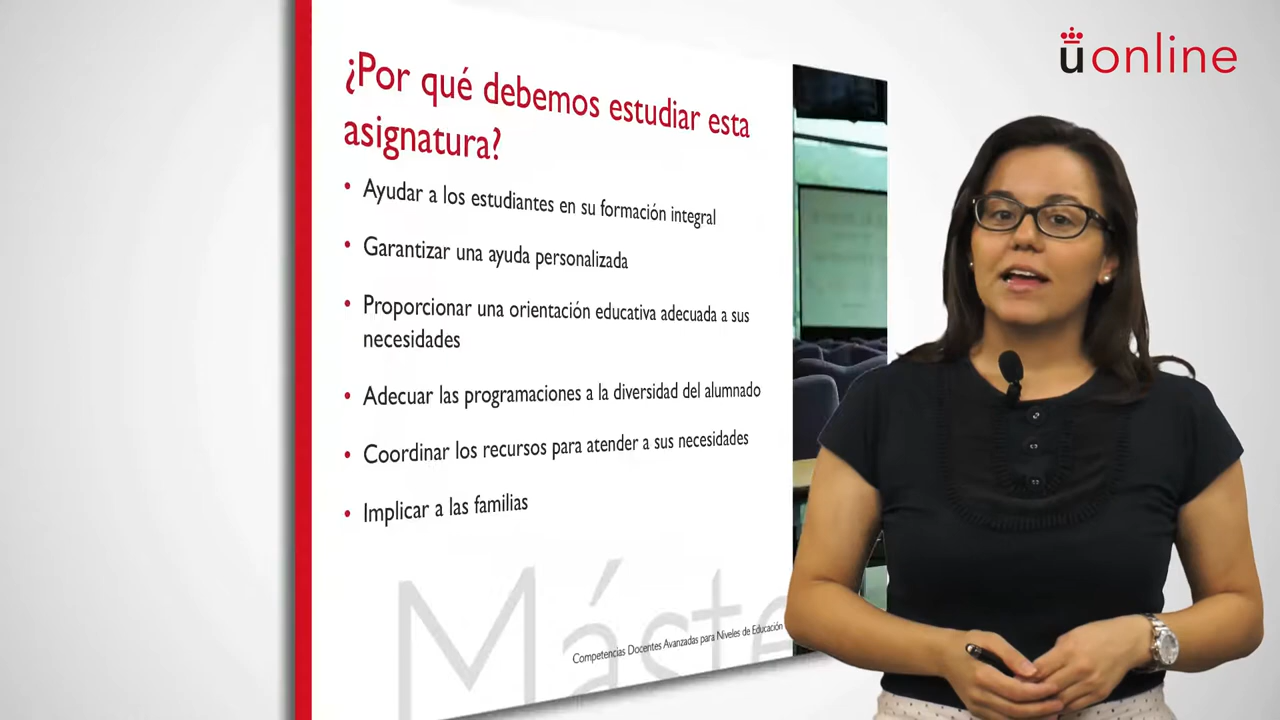 üonline
¿Por qué debemos estudiar esta
asignatura?
• Ayudar a los estudiantes en su formación integral
• Garantizar una ayuda personalizada
• Proporcionar una orientación educativa adecuada a sus
necesidades
• Adecuar las programaciones a la diversidad del alumnado
• Coordinar los recursos para atender a sus necesidades
• Implicar a las familias
Máste
Competencias Docentes Avanzadas para Niveles de Educación